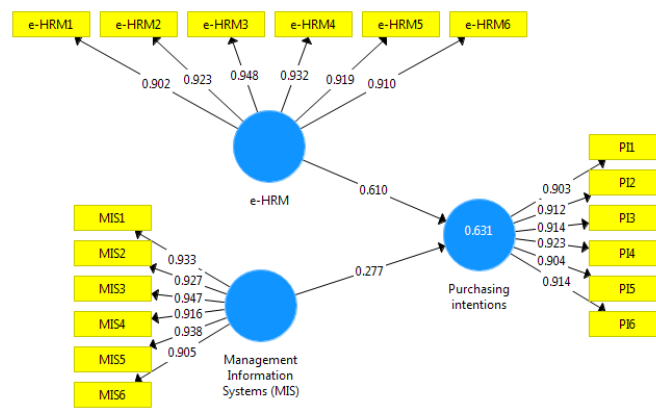 e-HRM1 e-HRM2 e-HRM3 e-HRM4 e-HRM5 e-HRM6
0.902 0.923 0.948 0.932 0.919 0.910
e-HRM
0.610
MIS1
MIS2
MIS3
MIS4
MIS5
MIS6
0.933
0.927
0.947
0.916
0.938
0.905
Management
Information
Systems (MIS)
0.277
0.631
Purchasing
intentions
0.903
0.912
0.914
0.923
0.904
0.914
PI1
PI2
PI3
PI4
PI5
PI6